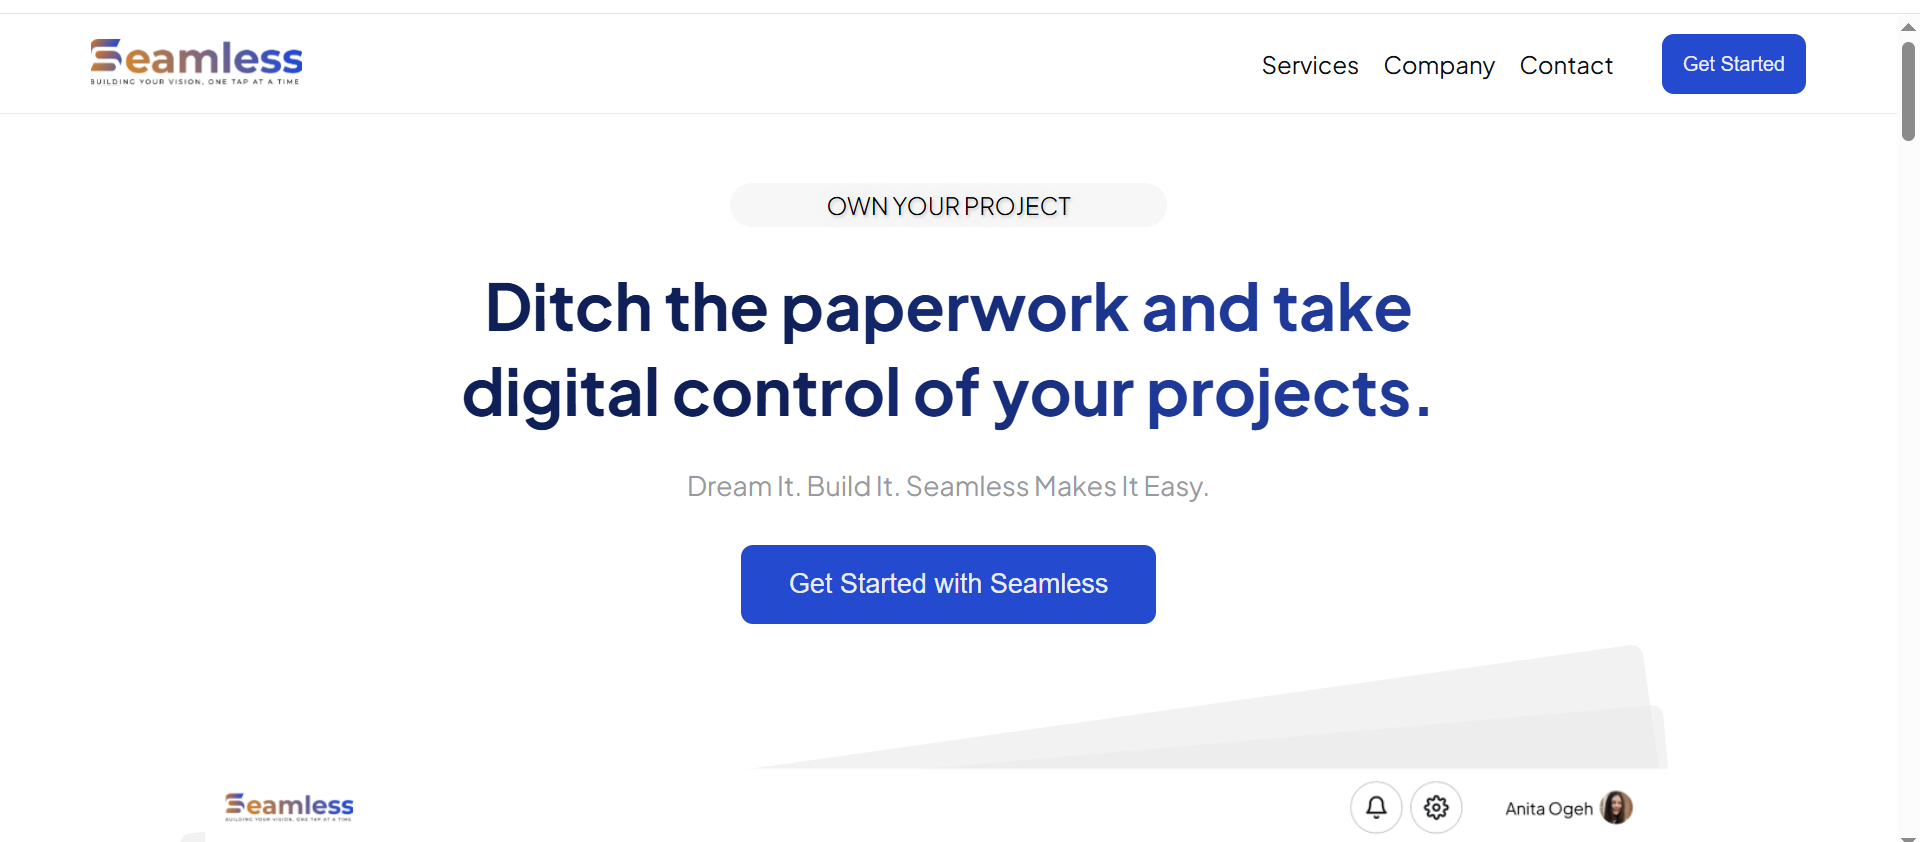 Seamless
BUILDING YOUR VISION, ONE TAP AT A TIME
Services Company Contact Get Started
OWN YOUR PROJECT
Ditch the paperwork and take
digital control of your projects.
Dream It. Build It. Seamless Makes It Easy.
Get Started with Seamless
Seamless
BUILDING YOUR VISION, ONE TAP AT A TIME
Anita Ogeh